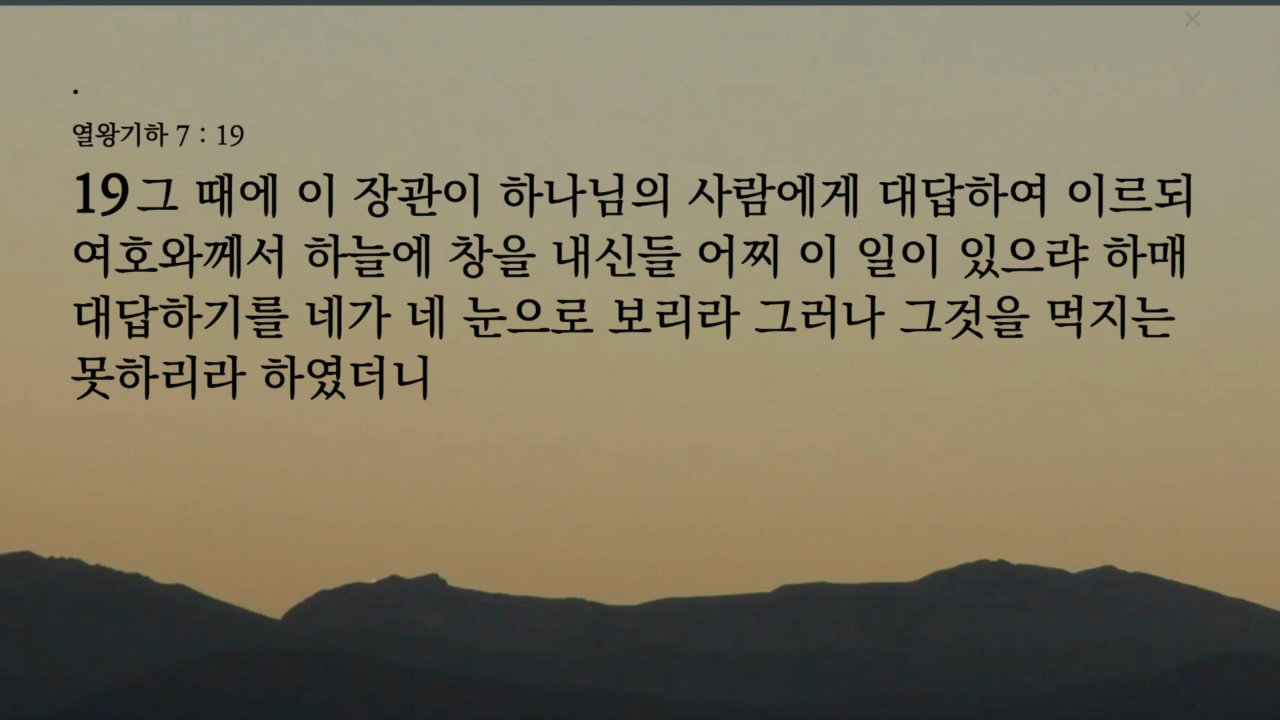 .
열왕기하 7 : 19
19 그 때에 이 장관이 하나님의 사람에게 대답하여 이르되
여호와께서 하늘에 창을 내신들 어찌 이 일이 있으랴 하매
대답하기를 네가 네 눈으로 보리라 그러나 그것을 먹지는
못하리라 하였더니